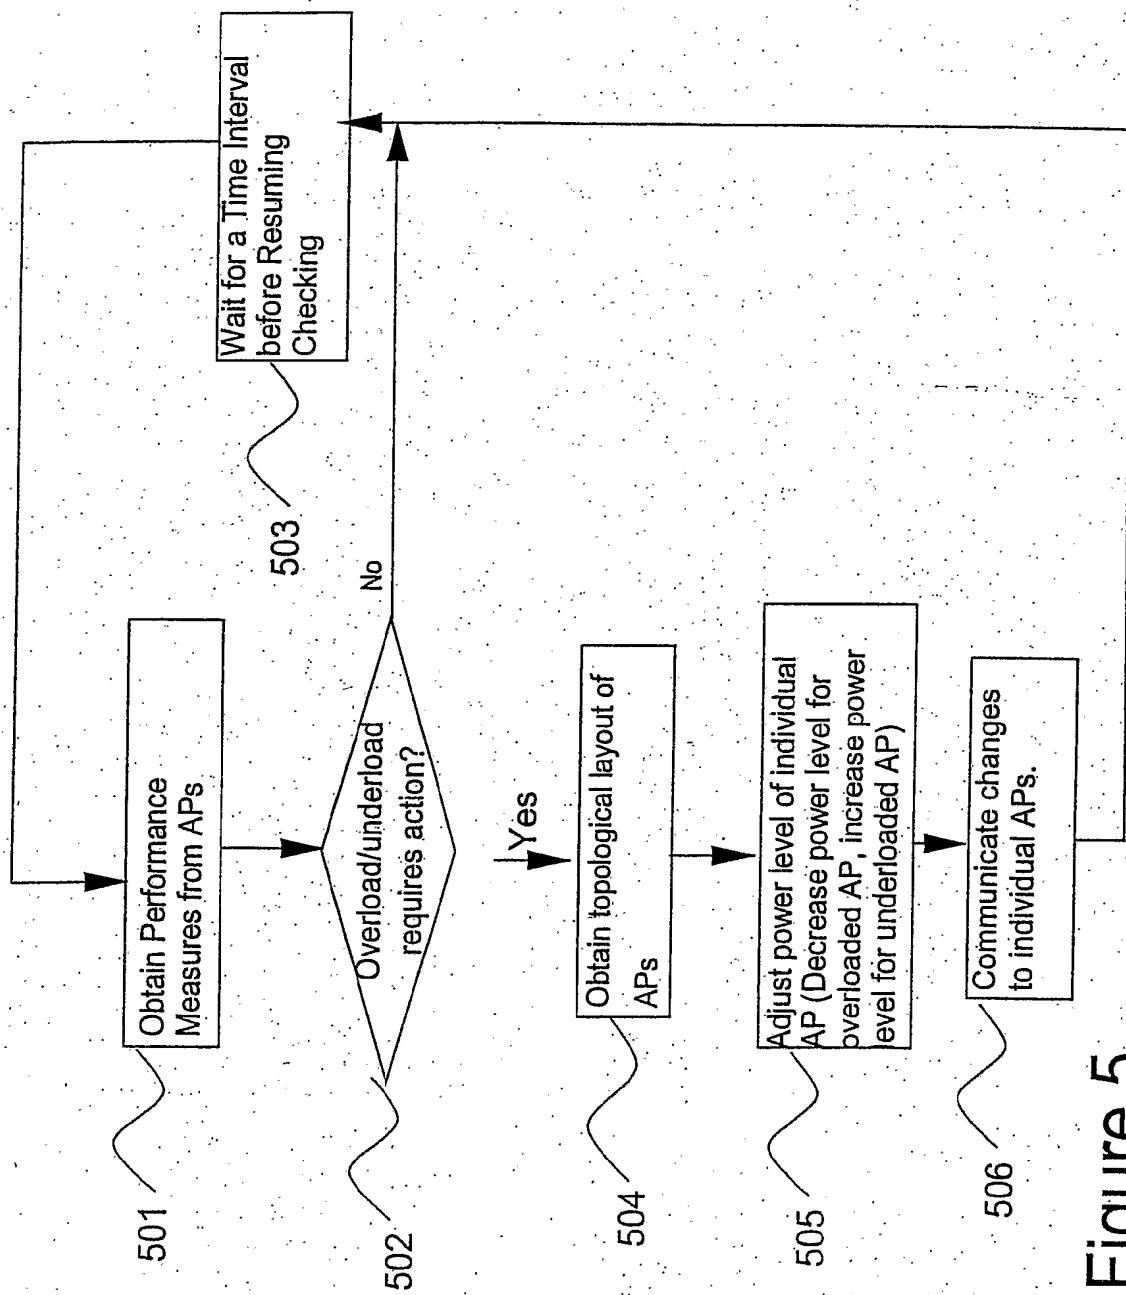 Obtain Performance
Measures from APs
501
Overload/underload
requires action?
502
No
Wait for a Time Interval
before Resuming
Checking
503
Yes
Obtain topological layout of
APs
504
Adjust power level of individual
AP (Decrease power level for
overloaded AP, increase power
level for underloaded AP)
505
Communicate changes
to individual APs.
506
Figure 5